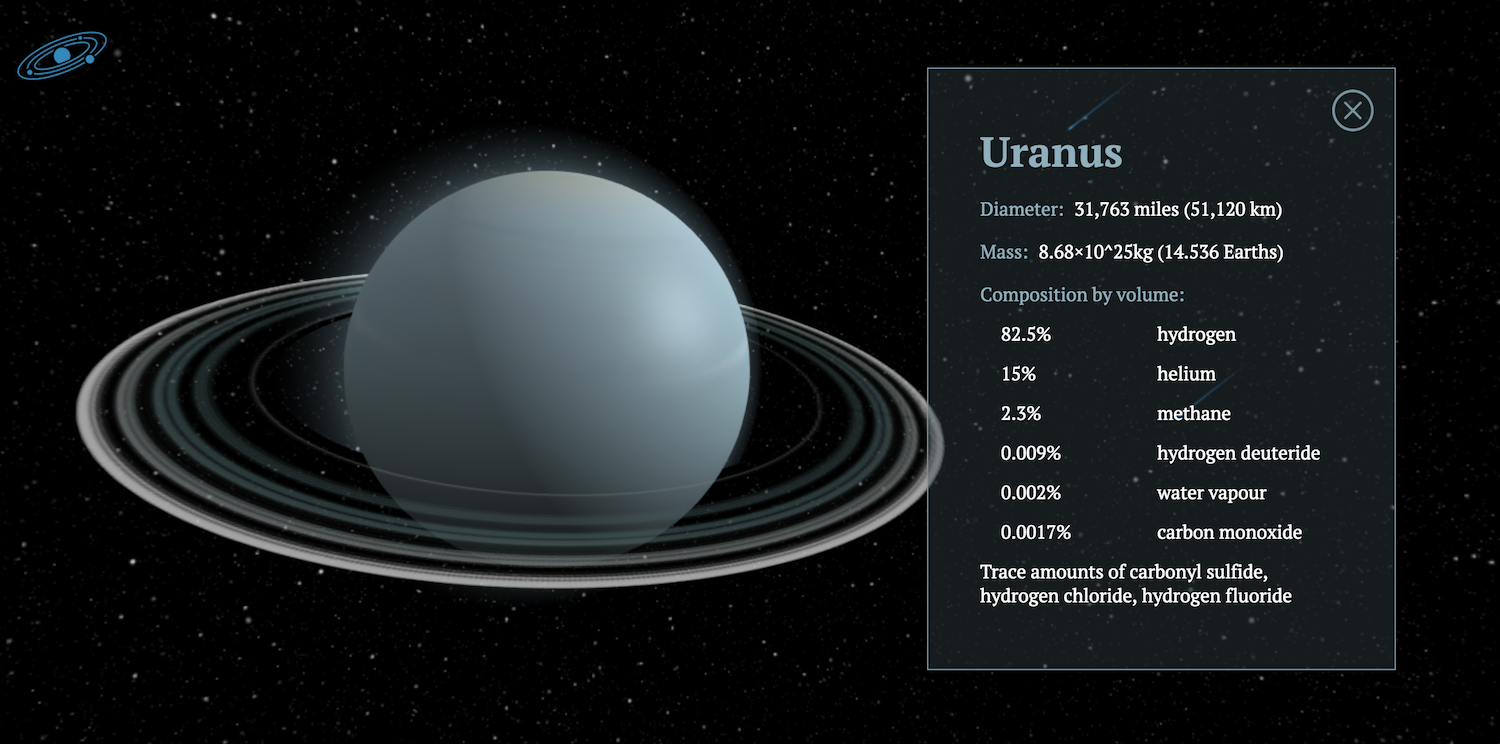 Uranus
Diameter: 31,763 miles (51,120 km)
Mass: 8.68×10^25kg (14.536 Earths)
Composition by volume:
82.5% hydrogen
15% helium
2.3% methane
0.009% hydrogen deuteride
0.002% water vapour
0.0017% carbon monoxide
Trace amounts of carbonyl sulfide,
hydrogen chloride, hydrogen fluoride